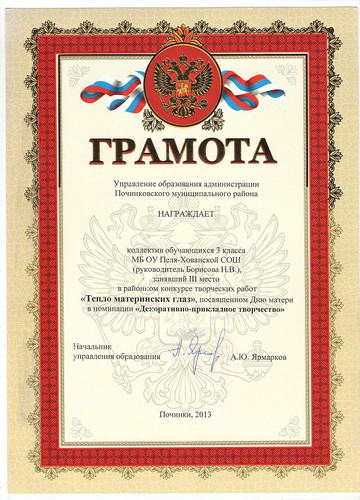 ГРАМОТА
Управление образования администрации
Починковского муниципального района
НАГРАЖДАЕТ
коллектив обучающихся 3 класса
МБ ОУ Пеля-Хованской СОШ
(руководитель Борисова Н.В.),
занявший III место
в районном конкурсе творческих работ
«Тепло материнских глаз», посвященном Дню матери
в номинации «Декоративно-прикладное творчество»
Начальник
управления образования А.Ю. Ярмарков
Починки, 2013